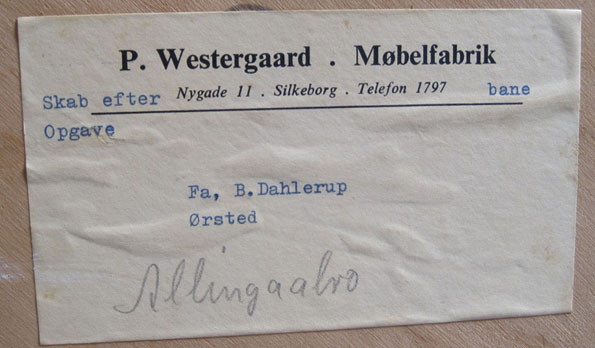 P. Westergaard . Møbelfabrik
Skab efter Nygade 11 . Silkeborg . Telefon 1797 bane
Opgave
Fa, B.Dahlerup
Ørsted
Allingaabro